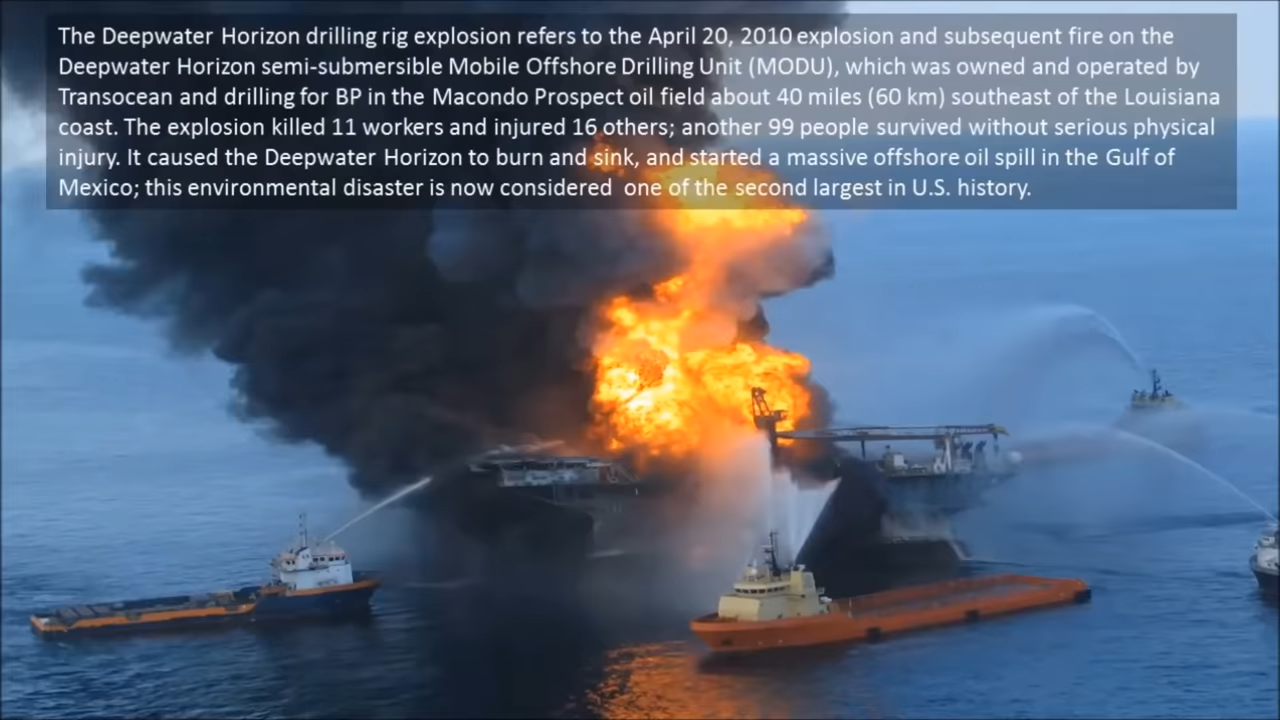 The Deepwater Horizon drilling rig explosion refers to the April 20, 2010 explosion and subsequent fire on the
Deepwater Horizon semi-submersible Mobile Offshore Drilling Unit (MODU), which was owned and operated by
Transocean and drilling for BP in the Macondo Prospect oil field about 40 miles (60 km) southeast of the Louisiana
coast. The explosion killed 11 workers and injured 16 others; another 99 people survived without serious physical
injury. It caused the Deepwater Horizon to burn and sink, and started a massive offshore oil spill in the Gulf of
Mexico; this environmental disaster is now considered one of the second largest in U.S. history.